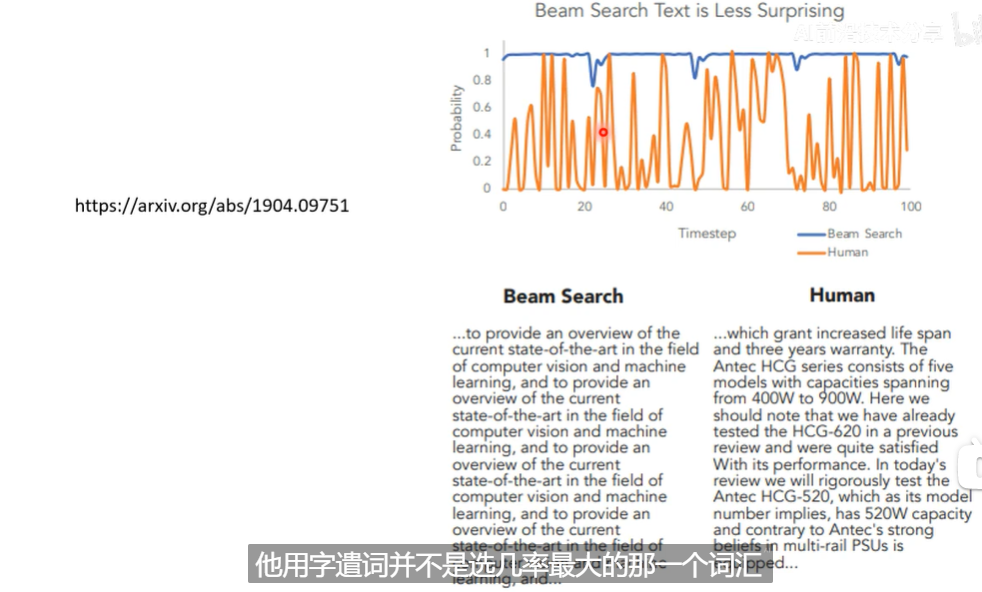 Beam Search Text is Less Surprising
Probability
1
0.8
0.6
0.4
0.2
0
0 20 40 60 80 100
Timestep
Beam Search
Human
https://arxiv.org/abs/1904.09751
Beam Search
...to provide an overview of the
current state-of-the-art in the field
of computer vision and machine
learning, and to provide an
overview of the current
state-of-the-art in the field of
computer vision and machine
learning, and to provide an
overview of the current
state-of-the-art in the field of
computer vision and machine
learning, and to provide an
overview of the current
state-of-the-art in the field of
learning, and...
Human
...which grant increased life span
and three years warranty. The
Antec HCG series consists of five
models with capacities spanning
from 400W to 900W. Here we
should note that we have already
tested the HCG-620 in a previous
review and were quite satisfied
With its performance. In today's
review we will rigorously test the
Antec HCG-520, which as its model
number implies, has 520W capacity
and contrary to Antec's strong
beliefs in multi-rail PSUs is
他用字遣词并不是选几率最大的那一个词汇